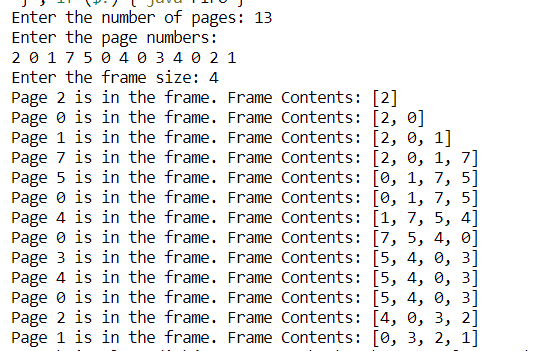 Enter the number of pages: 13
Enter the page numbers:
2 0 1 7 5 0 4 0 3 4 0 2 1
Enter the frame size: 4
Page 2 is in the frame. Frame Contents: [2]
Page 0 is in the frame. Frame Contents: [2, 0]
Page 1 is in the frame. Frame Contents: [2, 0, 1]
Page 7 is in the frame. Frame Contents: [2, 0, 1, 7]
Page 5 is in the frame. Frame Contents: [0, 1, 7, 5]
Page 0 is in the frame. Frame Contents: [0, 1, 7, 5]
Page 4 is in the frame. Frame Contents: [1, 7, 5, 4]
Page 0 is in the frame. Frame Contents: [7, 5, 4, 0]
Page 3 is in the frame. Frame Contents: [5, 4, 0, 3]
Page 4 is in the frame. Frame Contents: [5, 4, 0, 3]
Page 0 is in the frame. Frame Contents: [5, 4, 0, 3]
Page 2 is in the frame. Frame Contents: [4, 0, 3, 2]
Page 1 is in the frame. Frame Contents: [0, 3, 2, 1]